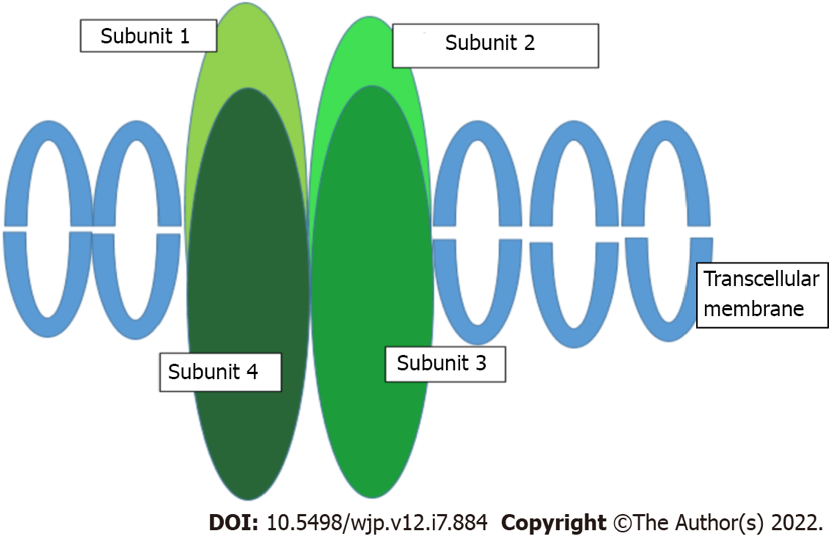 Subunit 1
Subunit 2
Transcellular
membrane
Subunit 3
Subunit 4
DOI: 10.5498/wjp.v12.i7.884 Copyright ©The Author(s) 2022.